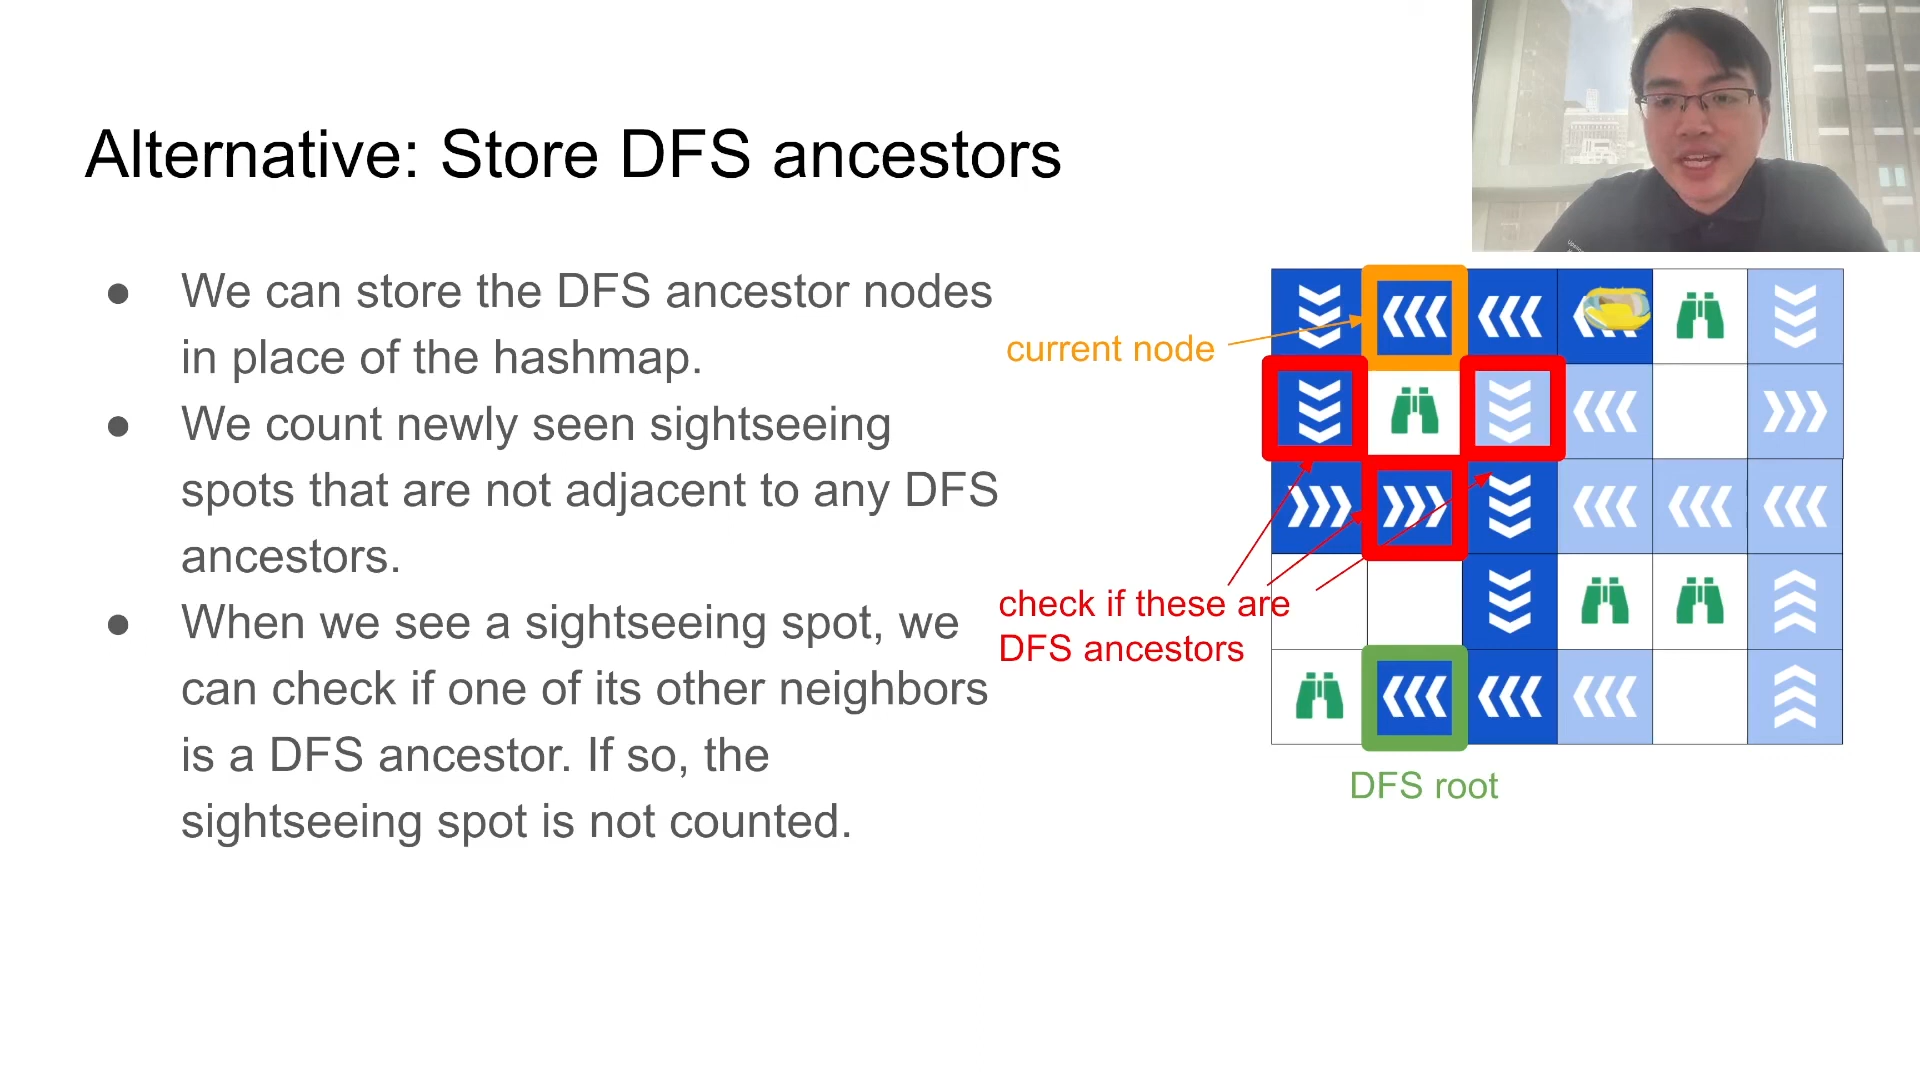 Alternative: Store DFS ancestors
● We can store the DFS ancestor nodes
in place of the hashmap.
● We count newly seen sightseeing
spots that are not adjacent to any DFS
ancestors.
● When we see a sightseeing spot, we
can check if one of its other neighbors
is a DFS ancestor. If so, the
sightseeing spot is not counted.
current node
check if these are
DFS ancestors
DFS root